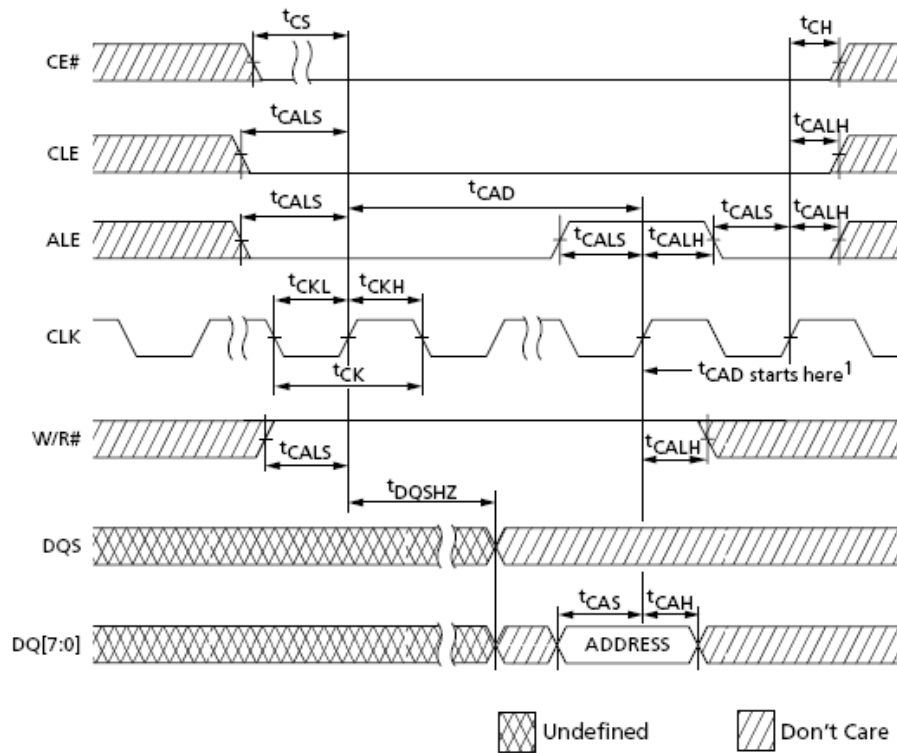 tCS
tCH
CE#
tCALS
tCALH
CLE
tCAD
tCALS
tCALS
tCALH
ALE
tCALS
tCALH
tCKL
tCKH
CLK
tCK
tCAD starts here1
W/R#
tCALS
tCALH
tDQSHZ
DQS
tCAS
tCAH
DQ[7:0]
ADDRESS
Undefined
Don't Care